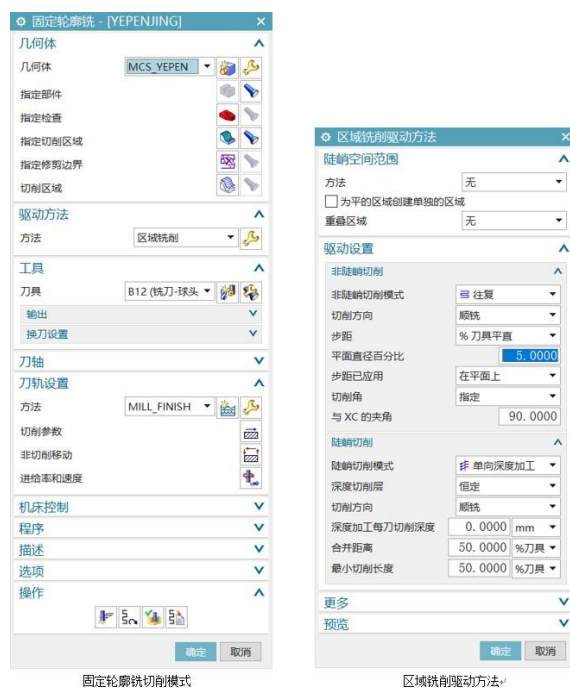 固定轮廓铣 - [YEPENJING]
几何体
几何体 MCS_YEPEN
指定部件
指定检查
指定切削区域
指定修剪边界
切削区域
驱动方法
方法 区域铣削
工具
刀具 B12 (铣刀-球头
输出
换刀设置
刀轴
刀轨设置
方法 MILL_FINISH
切削参数
非切削移动
进给率和速度
机床控制
程序
描述
选项
操作
确定 取消
固定轮廓铣切削模式
区域铣削驱动方法
陡峭空间范围
方法 无
为平的区域创建单独的区域
重叠区域 无
驱动设置
非陡峭切削
非陡峭切削模式 往复
切削方向 顺铣
步距 % 刀具平直
平面直径百分比 5.0000
步距已应用 在平面上
切削角 指定
与 XC 的夹角 90.0000
陡峭切削
陡峭切削模式 单向深度加工
深度切削层 恒定
切削方向 顺铣
深度加工每刀切削深度 0.0000 mm
合并距离 50.0000 %刀具
最小切削长度 50.0000 %刀具
更多
预览
确定 取消
区域铣削驱动方法